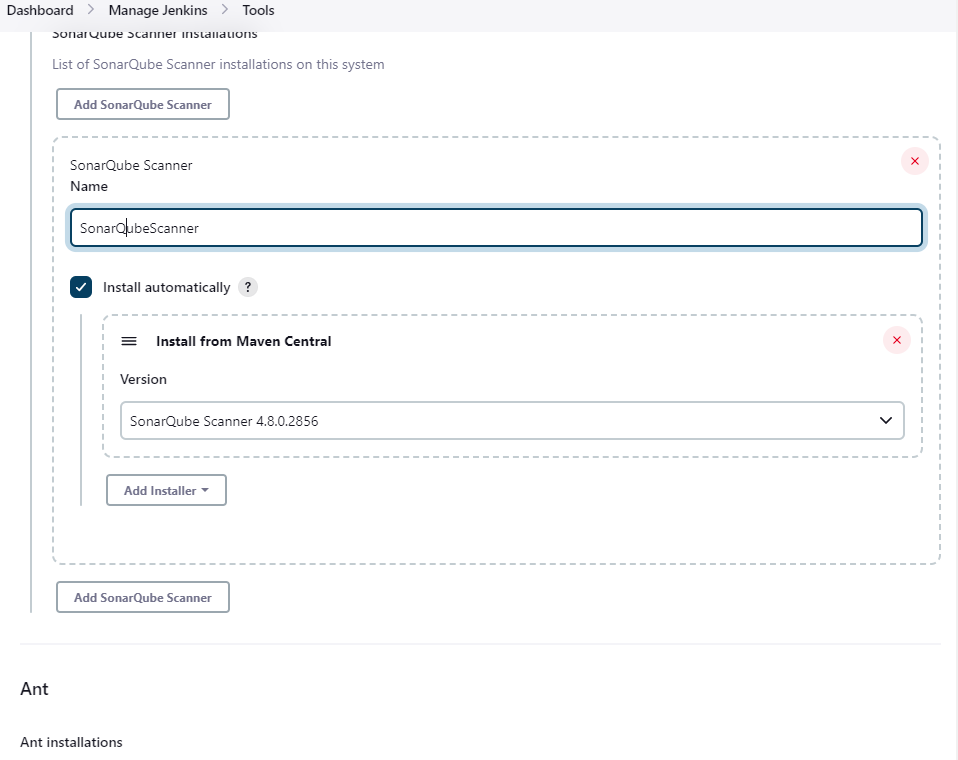 Dashboard > Manage Jenkins > Tools
SonarQube Scanner installations
List of SonarQube Scanner installations on this system
Add SonarQube Scanner
SonarQube Scanner
Name
SonarQubeScanner
Install automatically ?
Install from Maven Central
Version
SonarQube Scanner 4.8.0.2856
Add Installer
Add SonarQube Scanner
Ant
Ant installations